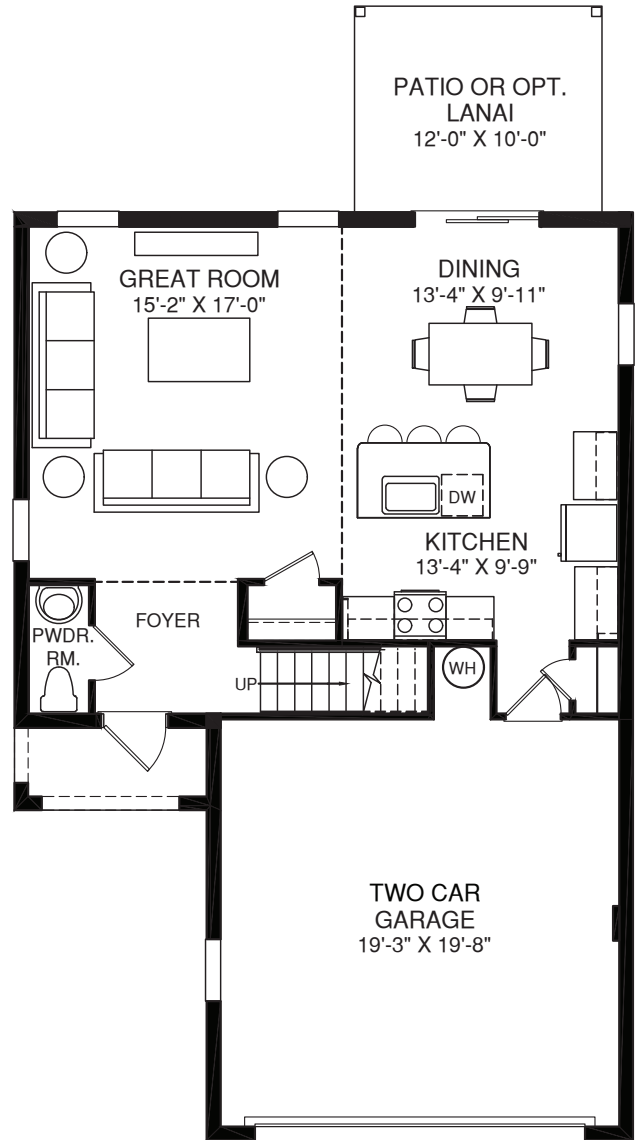 PATIO OR OPT.
LANAI
12'-0" X 10'-0"
GREAT ROOM
15'-2" X 17'-0"
DINING
13'-4" X 9'-11"
DW
KITCHEN
13'-4" X 9'-9"
FOYER
PWDR.
RM.
UP
WH
TWO CAR
GARAGE
19'-3" X 19'-8"